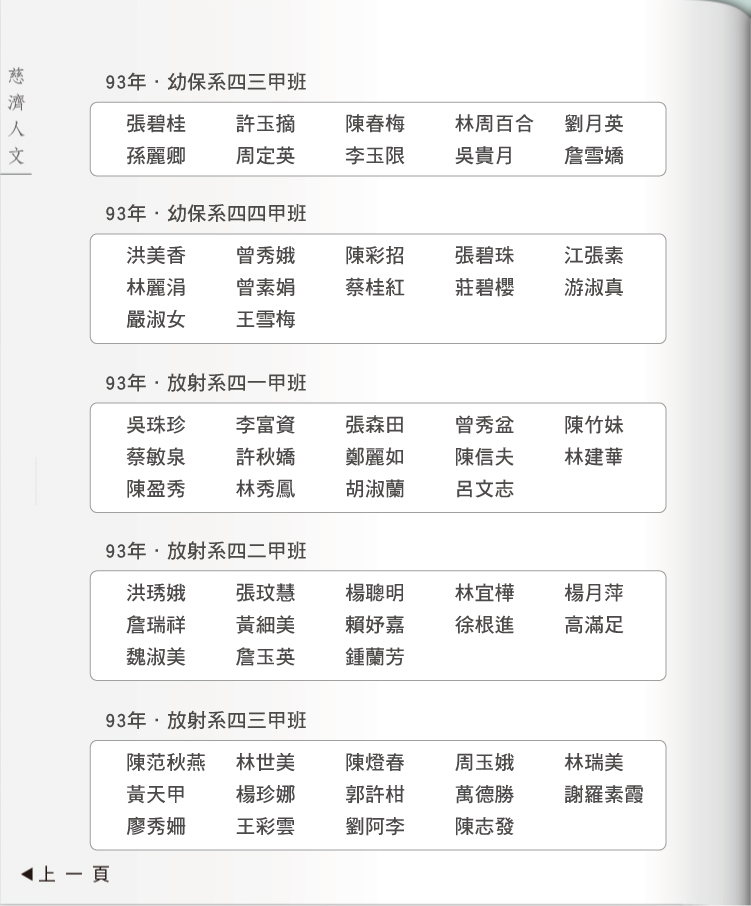 慈濟人文
93年．幼保系四三甲班
張碧桂 許玉摘 陳春梅 林周百合 劉月英
孫麗卿 周定英 李玉限 吳貴月 詹雪嬌
93年．幼保系四四甲班
洪美香 曾秀娥 陳彩招 張碧珠 江張素
林麗涓 曾素娟 蔡桂紅 莊碧櫻 游淑真
嚴淑女 王雪梅
93年．放射系四一甲班
吳珠珍 李富資 張森田 曾秀盆 陳竹妹
蔡敏泉 許秋嬌 鄭麗如 陳信夫 林建華
陳盈秀 林秀鳳 胡淑蘭 呂文志
93年．放射系四二甲班
洪琇娥 張玟慧 楊聰明 林宜樺 楊月萍
詹瑞祥 黃細美 賴妤嘉 徐根進 高滿足
魏淑美 詹玉英 鍾蘭芳
93年．放射系四三甲班
陳范秋燕 林世美 陳燈春 周玉娥 林瑞美
黃天甲 楊珍娜 郭許柑 萬德勝 謝羅素霞
廖秀姍 王彩雲 劉阿李 陳志發
◀上一頁